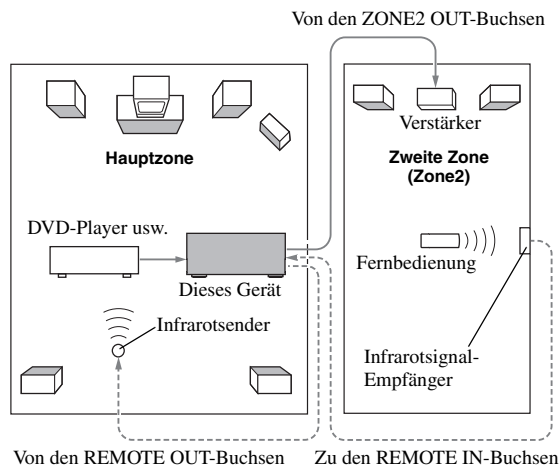 Von den ZONE2 OUT-Buchsen
Verstärker
Hauptzone
Zweite Zone
(Zone2)
DVD-Player usw.
Fernbedienung
Dieses Gerät
Infrarotsender
Infrarotsignal-
Empfänger
Von den REMOTE OUT-Buchsen
Zu den REMOTE IN-Buchsen